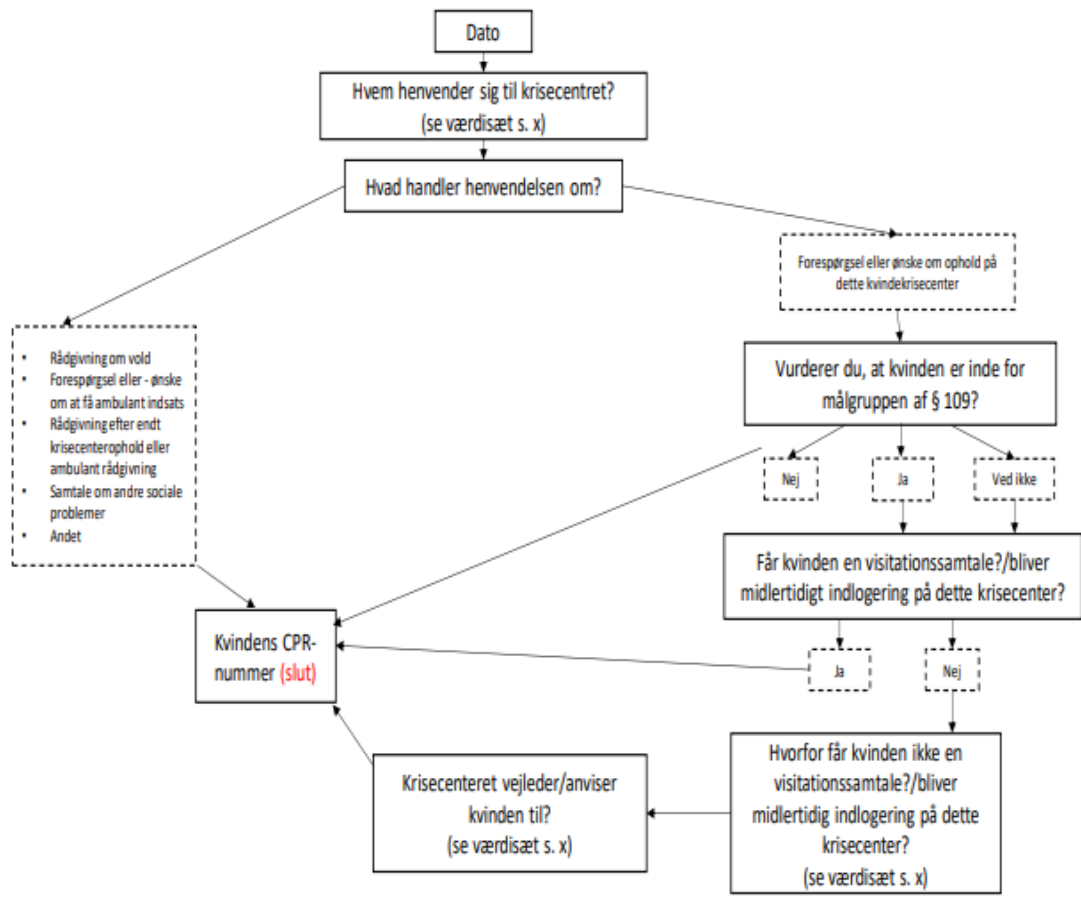 Dato
Hvem henvender sig til krisecentret?
(se værdisæt s. x)
Hvad handler henvendelsen om?
Forespørgsel eller ønske om ophold på
dette kvindekrisecenter
• Rådgivning om vold
• Forespørgsel eller - ønske
om at få ambulant indsats
• Rådgivning efter endt
krisecenterophold eller
ambulant rådgivning
• Samtale om andre sociale
problemer
• Andet
Vurderer du, at kvinden er inde for
målgruppen af § 109?
Nej
Ja
Ved ikke
Får kvinden en visitationssamtale?/bliver
midlertidigt indlogering på dette krisecenter?
Ja
Nej
Kvindens CPR-
nummer (slut)
Hvorfor får kvinden ikke en
visitationssamtale?/bliver
midlertidig indlogering på dette
krisecenter?
(se værdisæt s. x)
Krisecenteret vejleder/anviser
kvinden til?
(se værdisæt s. x)